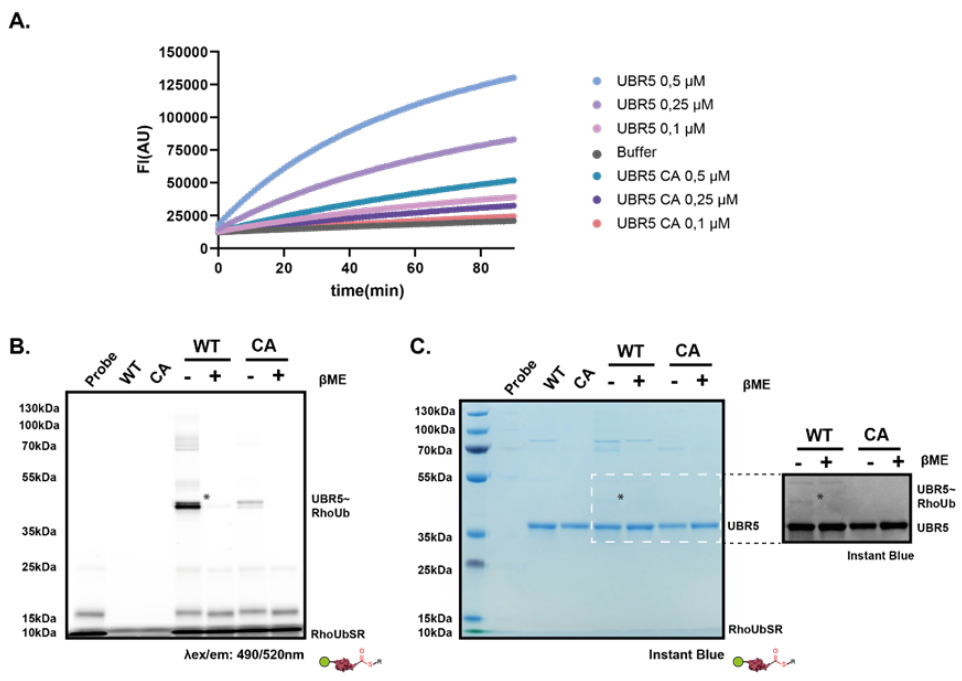 A.
150000
125000
100000
75000
50000
25000
0
FI(AU)
0 20 40 60 80
time(min)
UBR5 0,5 µM
UBR5 0,25 µM
UBR5 0,1 µM
Buffer
UBR5 CA 0,5 µM
UBR5 CA 0,25 µM
UBR5 CA 0,1 µM
B.
Probe WT CA
WT CA
- + - + βME
130kDa
100kDa
70kDa
55kDa
35kDa
25kDa
15kDa
10kDa
*
UBR5~
RhoUb
RhoUbSR
λex/em: 490/520nm
O
S-R
C.
Probe WT CA
WT CA
- + - + βME
130kDa
100kDa
70kDa
55kDa
35kDa
25kDa
15kDa
10kDa
*
UBR5
RhoUbSR
Instant Blue
O
S-R
WT CA
- + - + βME
*
UBR5~
RhoUb
UBR5
Instant Blue